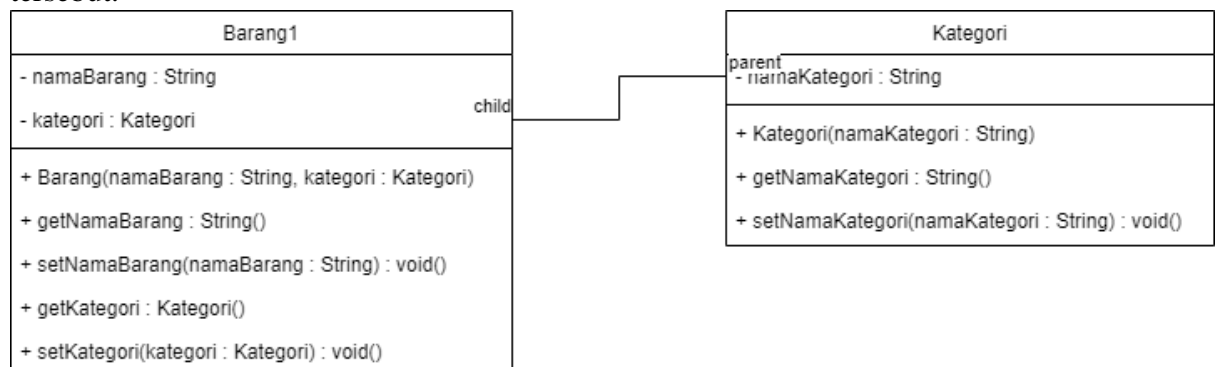 tersebut.
Barang1
- namaBarang : String
- kategori : Kategori
child
+ Barang(namaBarang : String, kategori : Kategori)
+ getNamaBarang : String()
+ setNamaBarang(namaBarang : String) : void()
+ getKategori : Kategori()
+ setKategori(kategori : Kategori) : void()
Kategori
parent
- namaKategori : String
+ Kategori(namaKategori : String)
+ getNamaKategori : String()
+ setNamaKategori(namaKategori : String) : void()